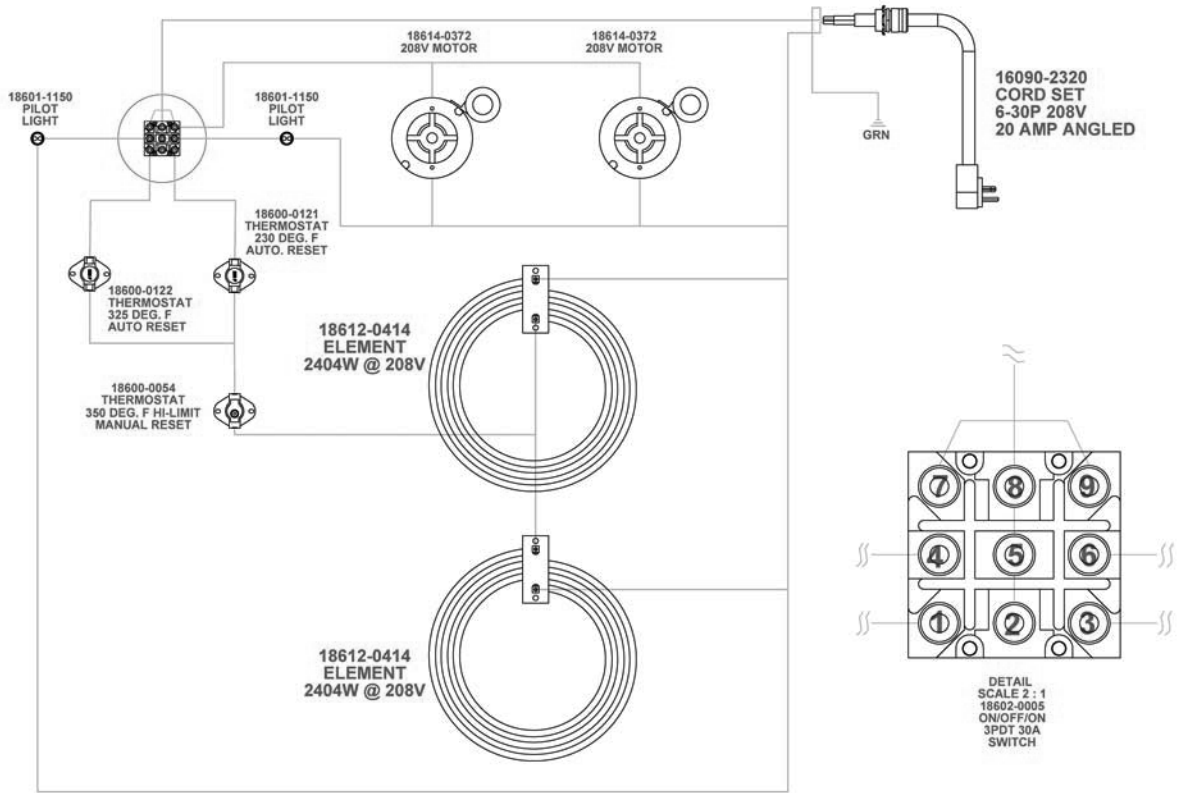 18614-0372
208V MOTOR
18614-0372
208V MOTOR
16090-2320
CORD SET
6-30P 208V
20 AMP ANGLED
GRN
18601-1150
PILOT
LIGHT
18601-1150
PILOT
LIGHT
18600-0121
THERMOSTAT
230 DEG. F
AUTO. RESET
18600-0122
THERMOSTAT
325 DEG. F
AUTO RESET
18612-0414
ELEMENT
2404W @ 208V
18600-0054
THERMOSTAT
350 DEG. F HI-LIMIT
MANUAL RESET
18612-0414
ELEMENT
2404W @ 208V
7 8 9
4 5 6
1 2 3
DETAIL
SCALE 2 : 1
18602-0005
ON/OFF/ON
3PDT 30A
SWITCH